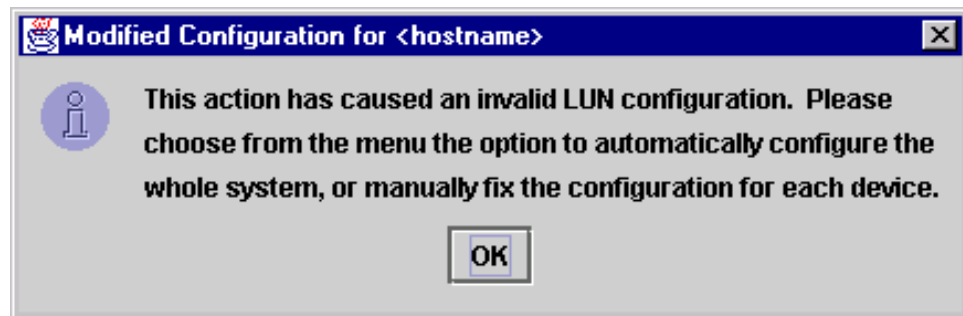 Modified Configuration for <hostname>
This action has caused an invalid LUN configuration.  Please
choose from the menu the option to automatically configure the
whole system, or manually fix the configuration for each device.
OK